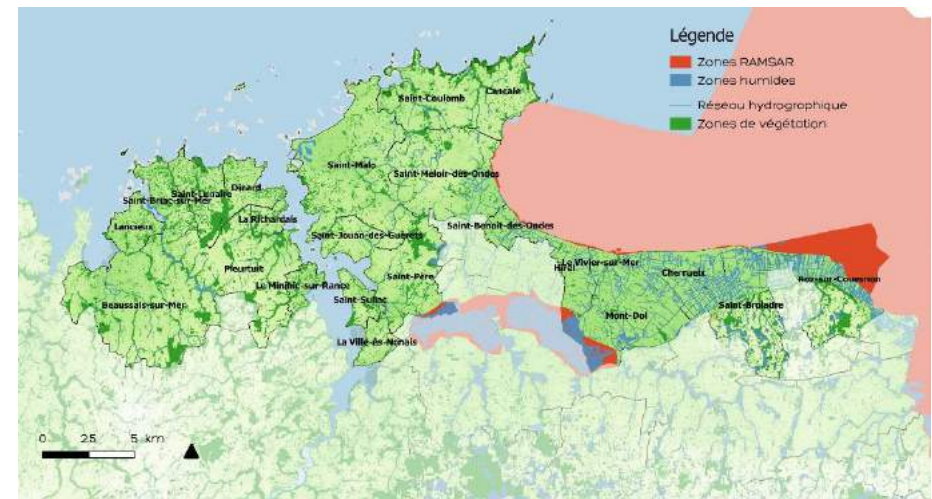 Légende
Zones RAMSAR
Zones humides
Réseau hydrographique
Zones de végétation
Cancale
Saint-Coulomb
Saint-Malo
Saint-Méloir-des-Ondes
Dinard
Saint-Lunaire
Saint-Briac-sur-Mer
La Richardais
Lancieux
Saint-Benoît-des-Ondes
Saint-Jouan-des-Guérets
Le Vivier-sur-Mer
Hirel
Pleurtuit
Cherrueix
Saint-Père
Roz-sur-Couesnon
Le Minihic-sur-Rance
Saint-Suliac
Beaussais-sur-Mer
Saint-Broladre
Mont-Dol
La Ville-ès-Nonais
0 2.5 5 km